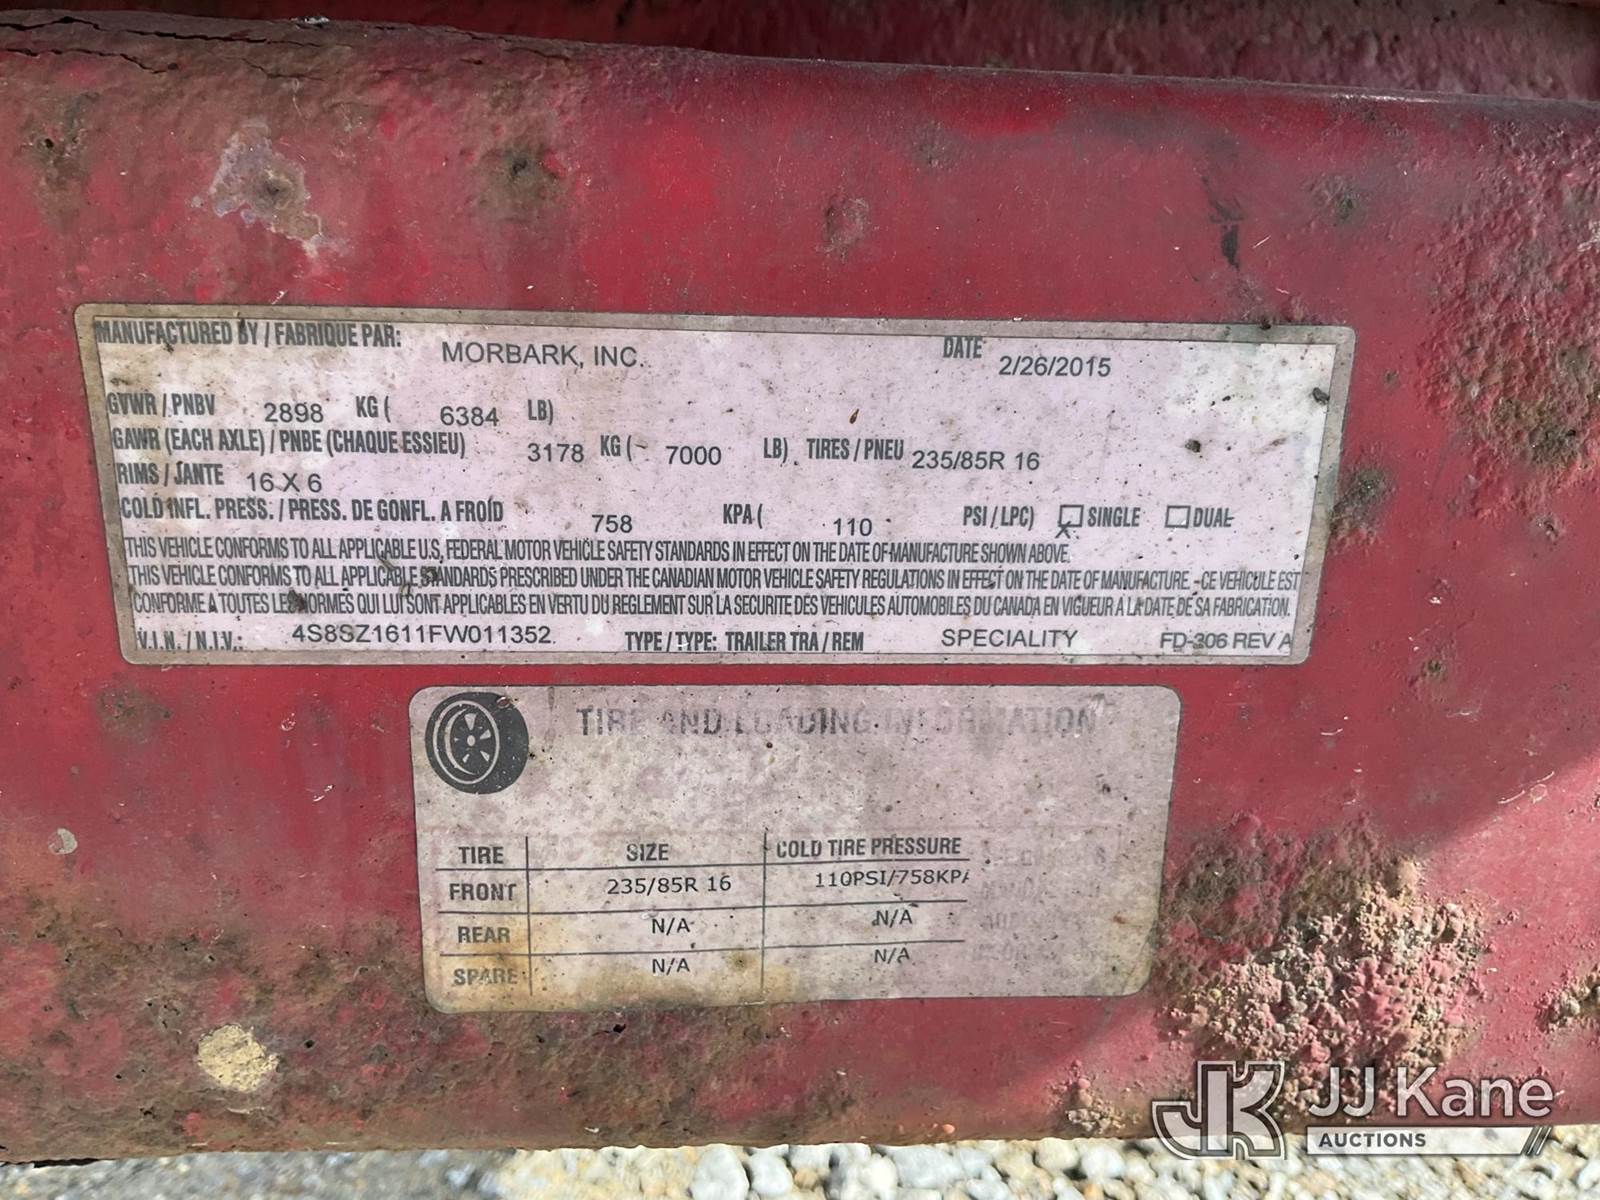 MANUFACTURED BY / FABRIQUE PAR: MORBARK, INC. DATE 2/26/2015
GVWR / PNBV 2898 KG ( 6384 LB)
GAWR (EACH AXLE) / PNBE (CHAQUE ESSIEU) 3178 KG ( 7000 LB) TIRES / PNEU 235/85R 16
RIMS / JANTE 16 X 6
COLD INFL. PRESS. / PRESS. DE GONFL. A FROID 758 KPA ( 110 PSI / LPC) X SINGLE DUAL
THIS VEHICLE CONFORMS TO ALL APPLICABLE U.S. FEDERAL MOTOR VEHICLE SAFETY STANDARDS IN EFFECT ON THE DATE OF MANUFACTURE SHOWN ABOVE.
THIS VEHICLE CONFORMS TO ALL APPLICABLE STANDARDS PRESCRIBED UNDER THE CANADIAN MOTOR VEHICLE SAFETY REGULATIONS IN EFFECT ON THE DATE OF MANUFACTURE. - CE VEHICULE EST
CONFORME A TOUTES LES NORMES QUI LUI SONT APPLICABLES EN VERTU DU REGLEMENT SUR LA SECURITE DES VEHICULES AUTOMOBILES DU CANADA EN VIGUEUR A LA DATE DE SA FABRICATION.
V.I.N. / N.I.V.: 4S8SZ1611FW011352 TYPE / TYPE: TRAILER TRA / REM SPECIALITY FD-306 REV A
TIRE AND LOADING INFORMATION
TIRE SIZE COLD TIRE PRESSURE
FRONT 235/85R 16 110PSI/758KPA
REAR N/A N/A
SPARE N/A N/A
JJ Kane
AUCTIONS